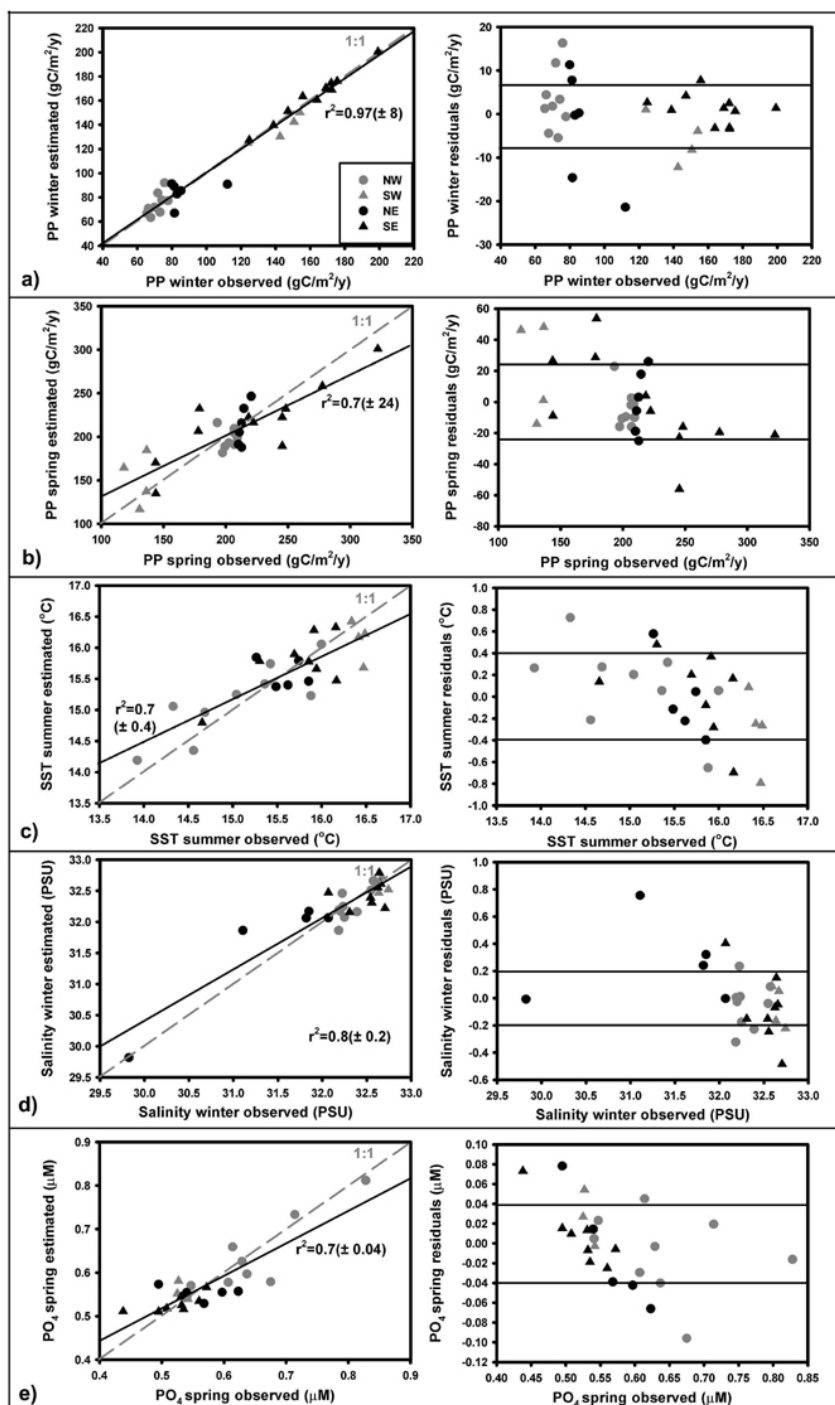 220
200
180
160
140
120
100
80
60
40
PP winter estimated (gC/m²/y)
1:1
r²=0.97(± 8)
NW
SW
NE
SE
40 60 80 100 120 140 160 180 200 220
PP winter observed (gC/m²/y)
a)
20
10
0
-10
-20
-30
PP winter residuals (gC/m²/y)
40 60 80 100 120 140 160 180 200 220
PP winter observed (gC/m²/y)
350
300
250
200
150
100
PP spring estimated (gC/m²/y)
1:1
r²=0.7(± 24)
100 150 200 250 300 350
PP spring observed (gC/m²/y)
b)
60
40
20
0
-20
-40
-60
-80
PP spring residuals (gC/m²/y)
100 150 200 250 300 350
PP spring observed (gC/m²/y)
17.0
16.5
16.0
15.5
15.0
14.5
14.0
13.5
SST summer estimated (°C)
1:1
r²=0.7
(± 0.4)
13.5 14.0 14.5 15.0 15.5 16.0 16.5 17.0
SST summer observed (°C)
c)
1.0
0.8
0.6
0.4
0.2
0.0
-0.2
-0.4
-0.6
-0.8
-1.0
SST summer residuals (°C)
13.5 14.0 14.5 15.0 15.5 16.0 16.5 17.0
SST summer observed (°C)
33.0
32.5
32.0
31.5
31.0
30.5
30.0
29.5
Salinity winter estimated (PSU)
1:1
r²=0.8(± 0.2)
29.5 30.0 30.5 31.0 31.5 32.0 32.5 33.0
Salinity winter observed (PSU)
d)
1.0
0.8
0.6
0.4
0.2
0.0
-0.2
-0.4
-0.6
Salinity winter residuals (PSU)
29.5 30.0 30.5 31.0 31.5 32.0 32.5 33.0
Salinity winter observed (PSU)
0.9
0.8
0.7
0.6
0.5
0.4
PO₄ spring estimated (µM)
1:1
r²=0.7(± 0.04)
0.4 0.5 0.6 0.7 0.8 0.9
PO₄ spring observed (µM)
e)
0.10
0.08
0.06
0.04
0.02
0.00
-0.02
-0.04
-0.06
-0.08
-0.10
-0.12
PO₄ spring residuals (µM)
0.40 0.45 0.50 0.55 0.60 0.65 0.70 0.75 0.80 0.85
PO₄ spring observed (µM)